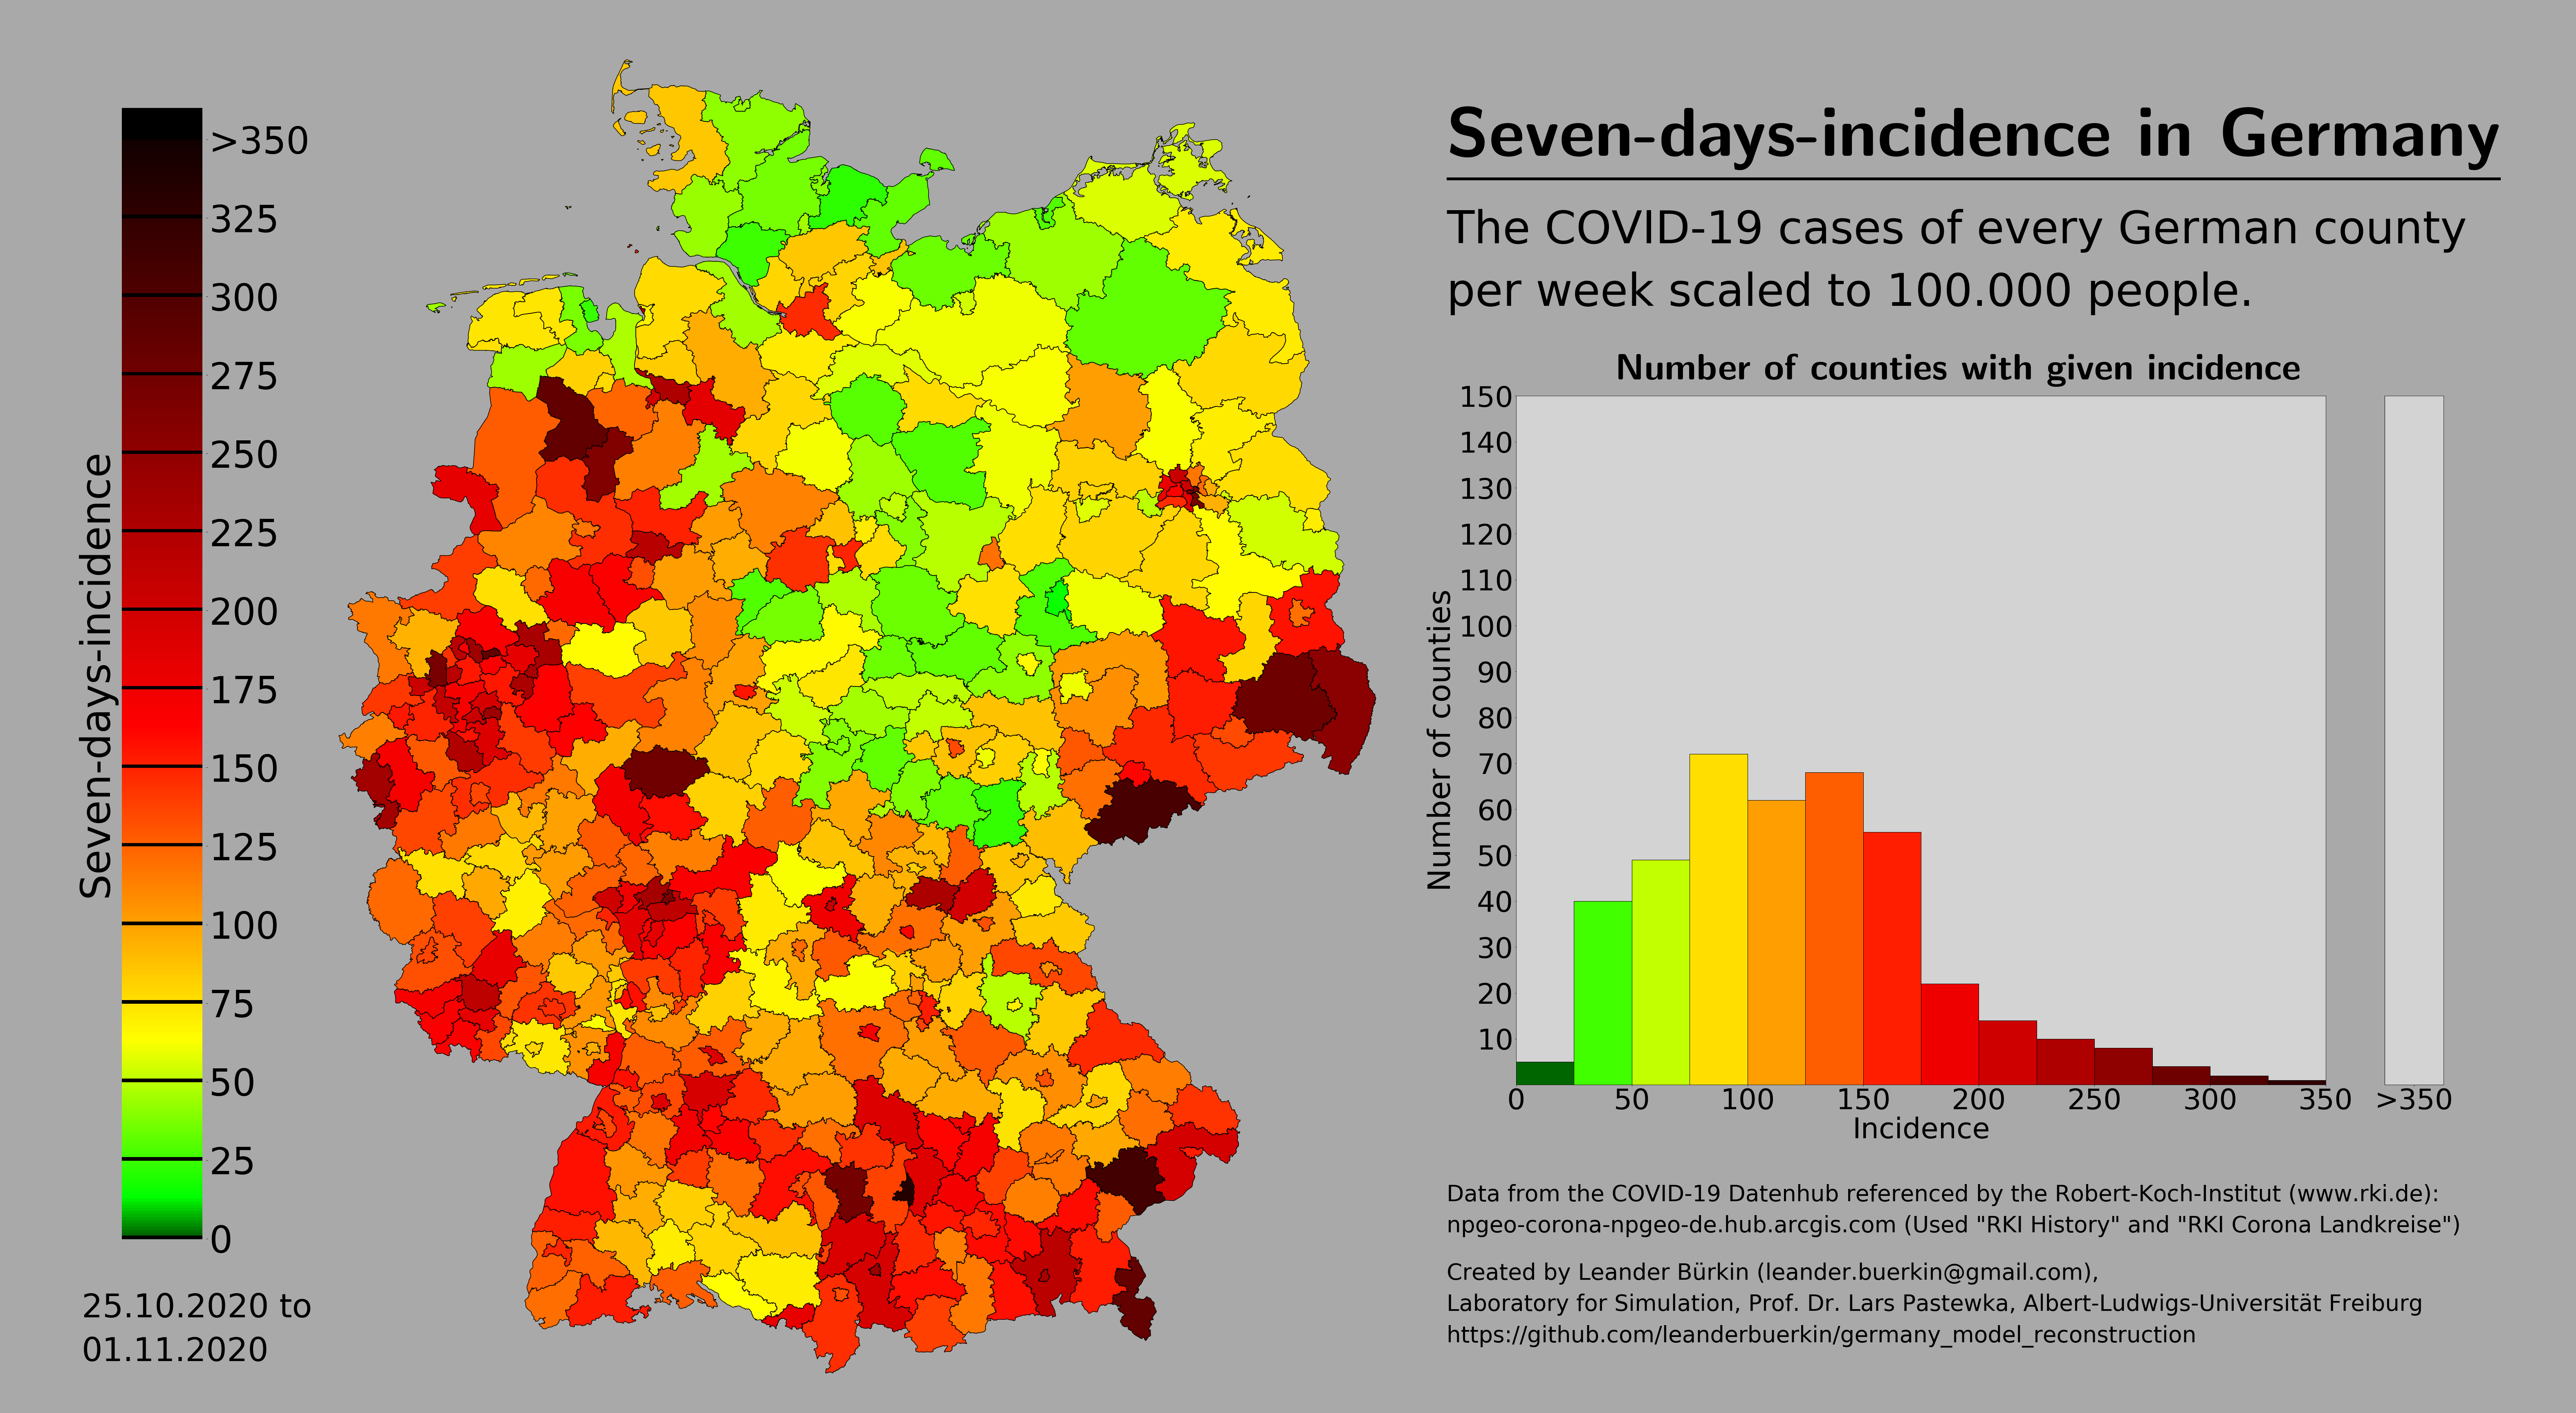 Seven-days-incidence in Germany
The COVID-19 cases of every German county
per week scaled to 100.000 people.
Seven-days-incidence
>350
325
300
275
250
225
200
175
150
125
100
75
50
25
0
25.10.2020 to
01.11.2020
Number of counties with given incidence
Number of counties
150
140
130
120
110
100
90
80
70
60
50
40
30
20
10
0 50 100 150 200 250 300 350 >350
Incidence
Data from the COVID-19 Datenhub referenced by the Robert-Koch-Institut (www.rki.de):
npgeo-corona-npgeo-de.hub.arcgis.com (Used "RKI History" and "RKI Corona Landkreise")
Created by Leander Bürkin (leander.buerkin@gmail.com),
Laboratory for Simulation, Prof. Dr. Lars Pastewka, Albert-Ludwigs-Universität Freiburg
https://github.com/leanderbuerkin/germany_model_reconstruction